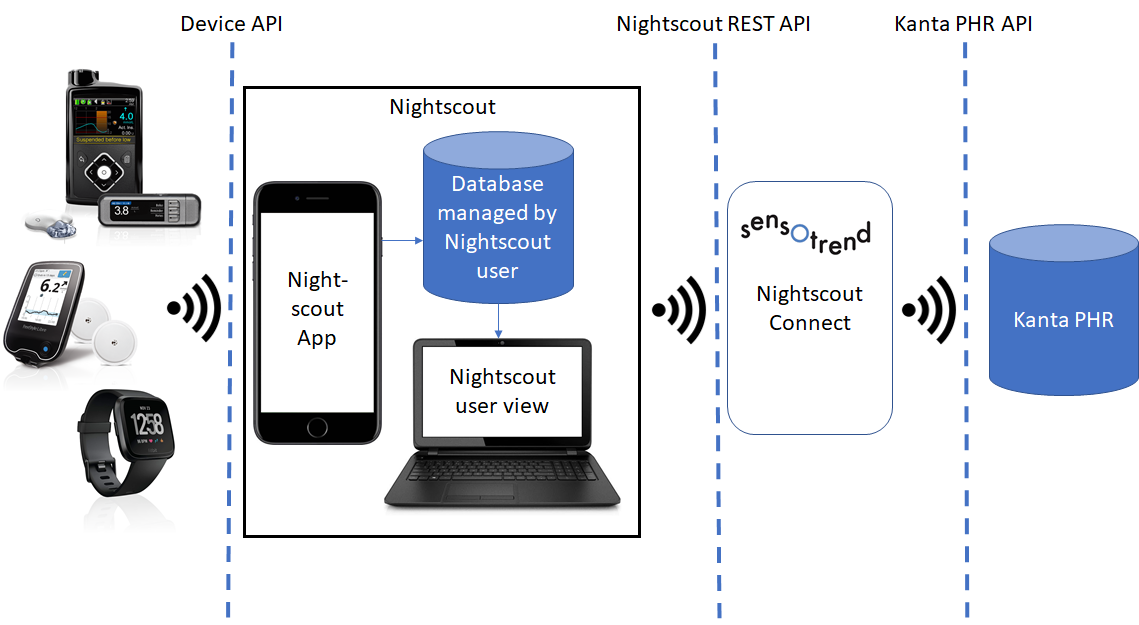 Device API
Nightscout REST API
Kanta PHR API
Nightscout
4.0
Suspended before low
3.8
6.2
12:58
Night-
scout
App
Database
managed by
Nightscout
user
Nightscout
user view
sensotrend
Nightscout
Connect
Kanta PHR